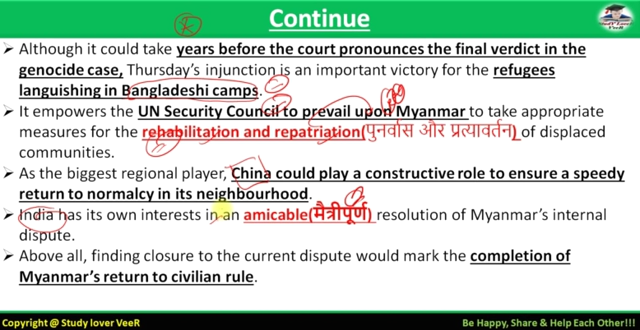 Continue
➢ Although it could take years before the court pronounces the final verdict in the
genocide case, Thursday's injunction is an important victory for the refugees
languishing in Bangladeshi camps.
➢ It empowers the UN Security Council to prevail upon Myanmar to take appropriate
measures for the rehabilitation and repatriation(पुनर्वास और प्रत्यावर्तन) of displaced
communities.
➢ As the biggest regional player, China could play a constructive role to ensure a speedy
return to normalcy in its neighbourhood.
➢ India has its own interests in an amicable(मैत्रीपूर्ण) resolution of Myanmar's internal
dispute.
➢ Above all, finding closure to the current dispute would mark the completion of
Myanmar's return to civilian rule.
Copyright @ Study lover VeeR Be Happy, Share & Help Each Other!!!